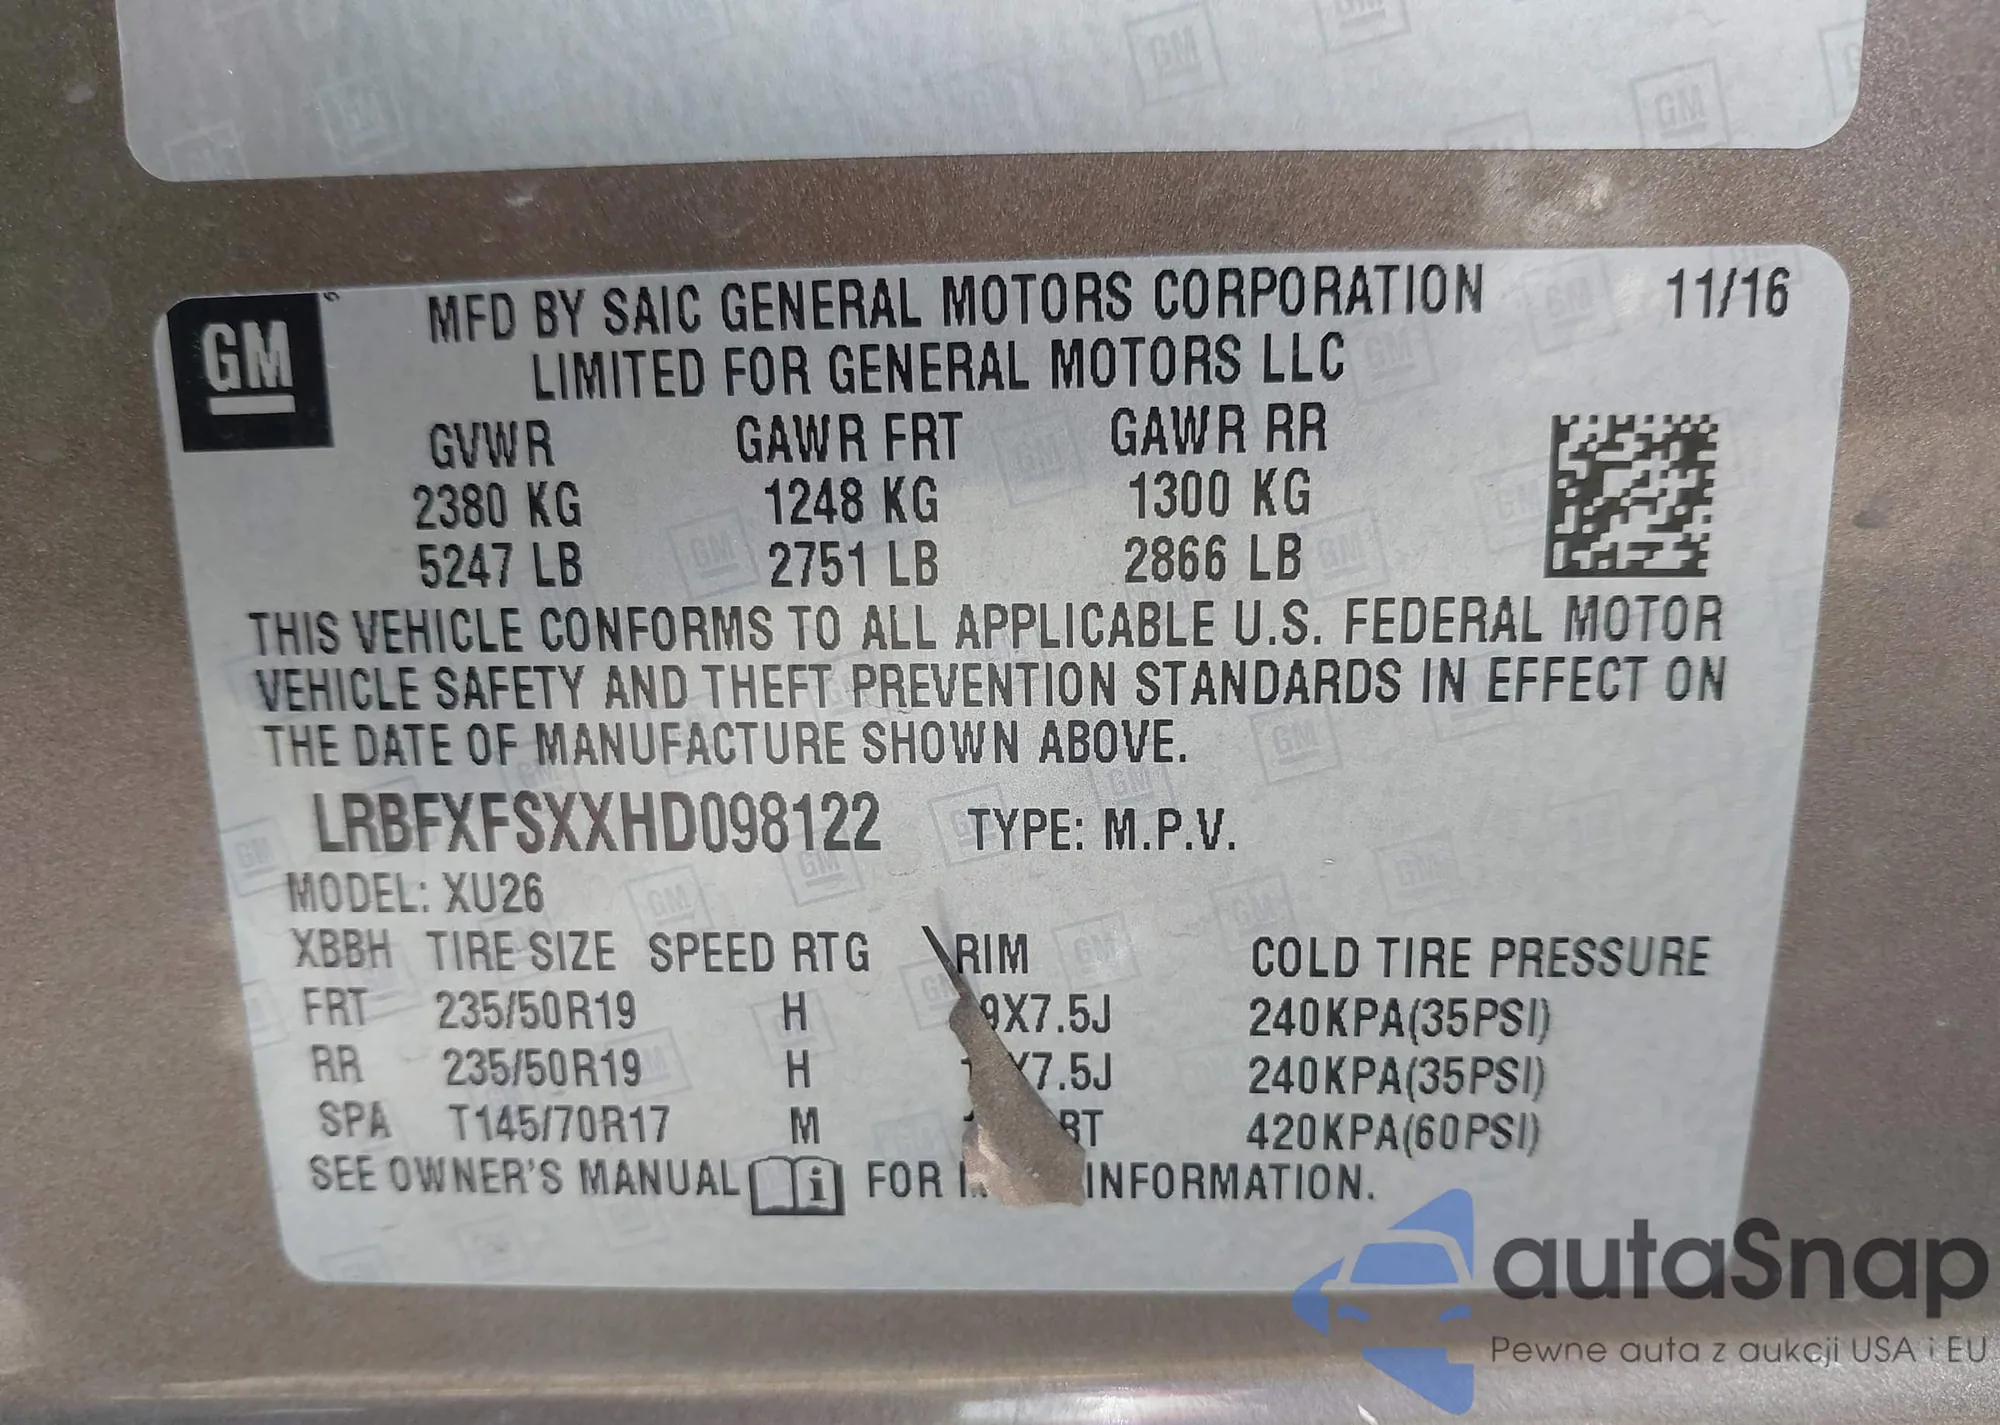 GM
MFD BY SAIC GENERAL MOTORS CORPORATION 11/16
LIMITED FOR GENERAL MOTORS LLC
GVWR GAWR FRT GAWR RR
2380 KG 1248 KG 1300 KG
5247 LB 2751 LB 2866 LB
THIS VEHICLE CONFORMS TO ALL APPLICABLE U.S. FEDERAL MOTOR
VEHICLE SAFETY AND THEFT PREVENTION STANDARDS IN EFFECT ON
THE DATE OF MANUFACTURE SHOWN ABOVE.
LRBFXFSXXHD098122 TYPE: M.P.V.
MODEL: XU26
XBBH TIRE SIZE SPEED RTG RIM COLD TIRE PRESSURE
FRT 235/50R19 H 9X7.5J 240KPA(35PSI)
RR 235/50R19 H 240KPA(35PSI)
SPA T145/70R17 M 420KPA(60PSI)
SEE OWNER'S MANUAL i FOR INFORMATION.
autaSnap
Pewne auta z aukcji USA i EU